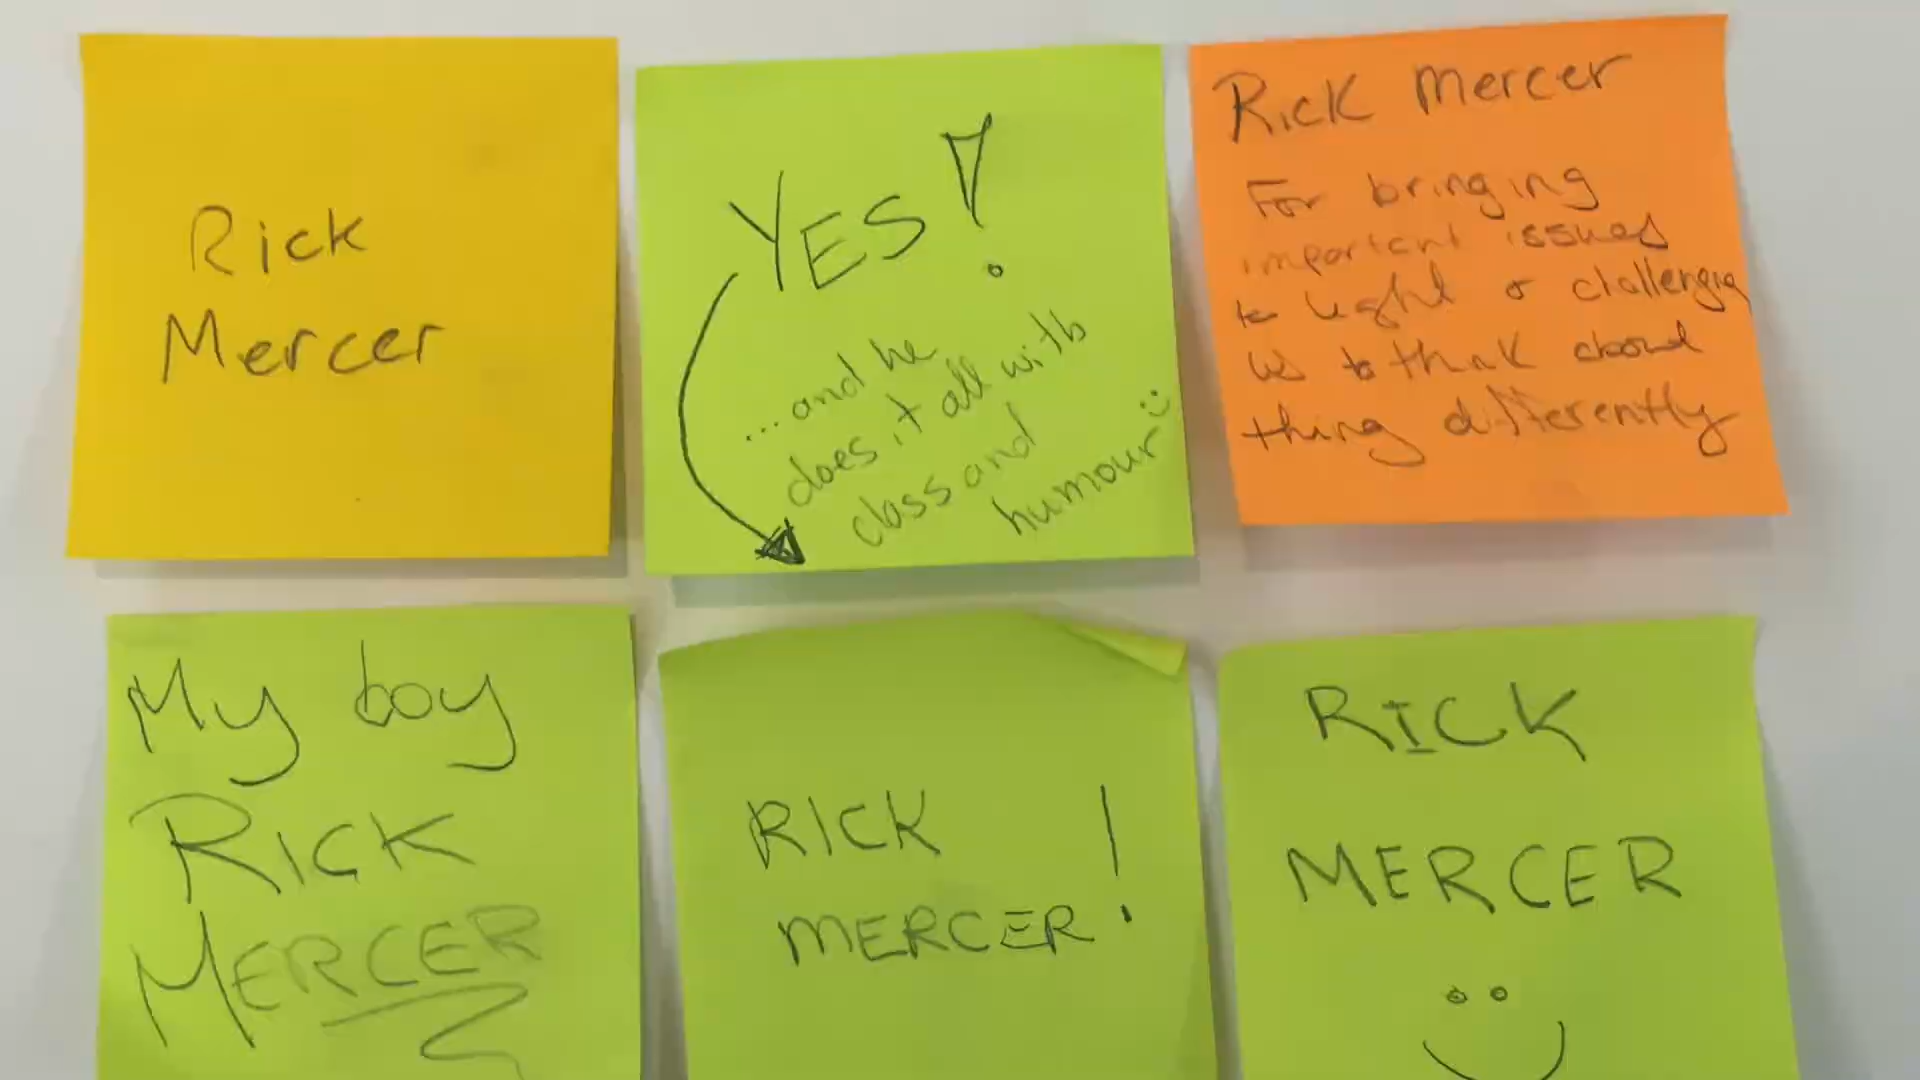 Rick
Mercer
YES!
...and he
does it all with
class and
humour
Rick Mercer
For bringing
important issues
to light & challenging
us to think about
thing differently
My boy
RICK
MERCER
RICK
MERCER!
RICK
MERCER